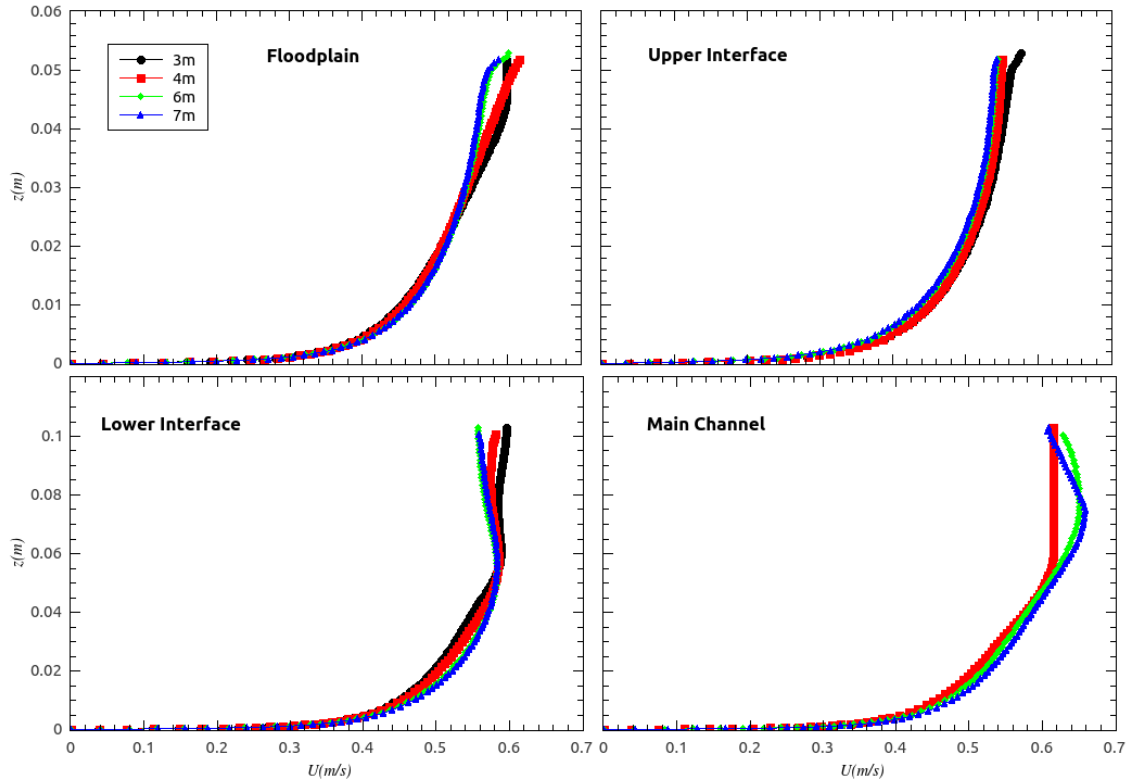 Floodplain
3m
4m
6m
7m
0.06
0.05
0.04
0.03
0.02
0.01
0
z(m)
Upper Interface
Lower Interface
0.1
0.08
0.06
0.04
0.02
0
z(m)
0 0.1 0.2 0.3 0.4 0.5 0.6 0.7
U(m/s)
Main Channel
0 0.1 0.2 0.3 0.4 0.5 0.6 0.7
U(m/s)